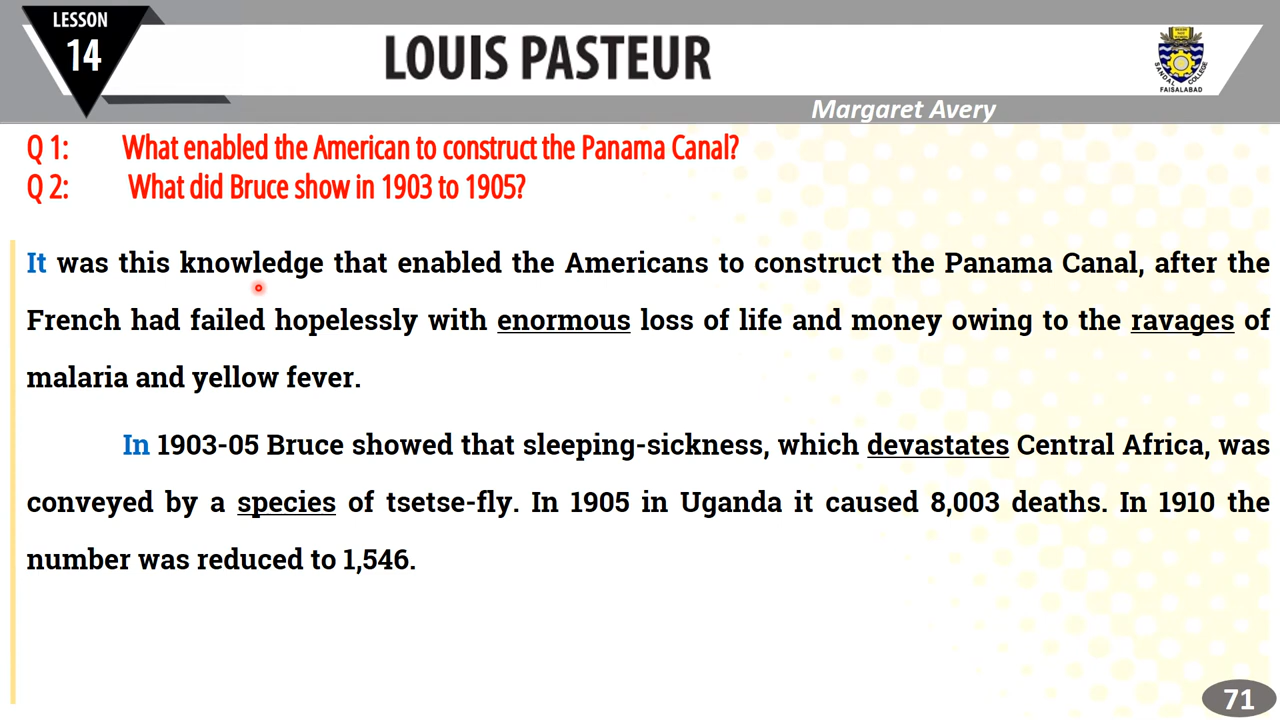 LESSON
14
LOUIS PASTEUR
SANDAL COLLEGE
FAISALABAD
Margaret Avery
Q 1: What enabled the American to construct the Panama Canal?
Q 2: What did Bruce show in 1903 to 1905?
It was this knowledge that enabled the Americans to construct the Panama Canal, after the
French had failed hopelessly with enormous loss of life and money owing to the ravages of
malaria and yellow fever.
In 1903-05 Bruce showed that sleeping-sickness, which devastates Central Africa, was
conveyed by a species of tsetse-fly. In 1905 in Uganda it caused 8,003 deaths. In 1910 the
number was reduced to 1,546.
71